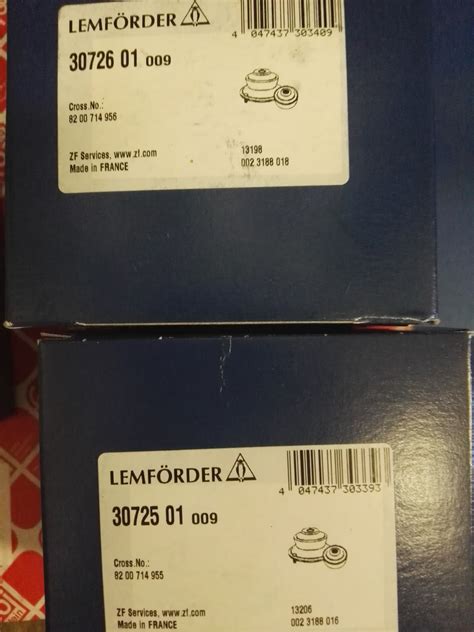 LEMFÖRDER
4 047437 303409
30726 01 009
Cross.No.:
82 00 714 956
ZF Services, www.zf.com
13198
Made in FRANCE
002 3188 018
LEMFÖRDER
4 047437 303393
30725 01 009
Cross.No.:
82 00 714 955
ZF Services, www.zf.com
13206
Made in FRANCE
002 3188 016